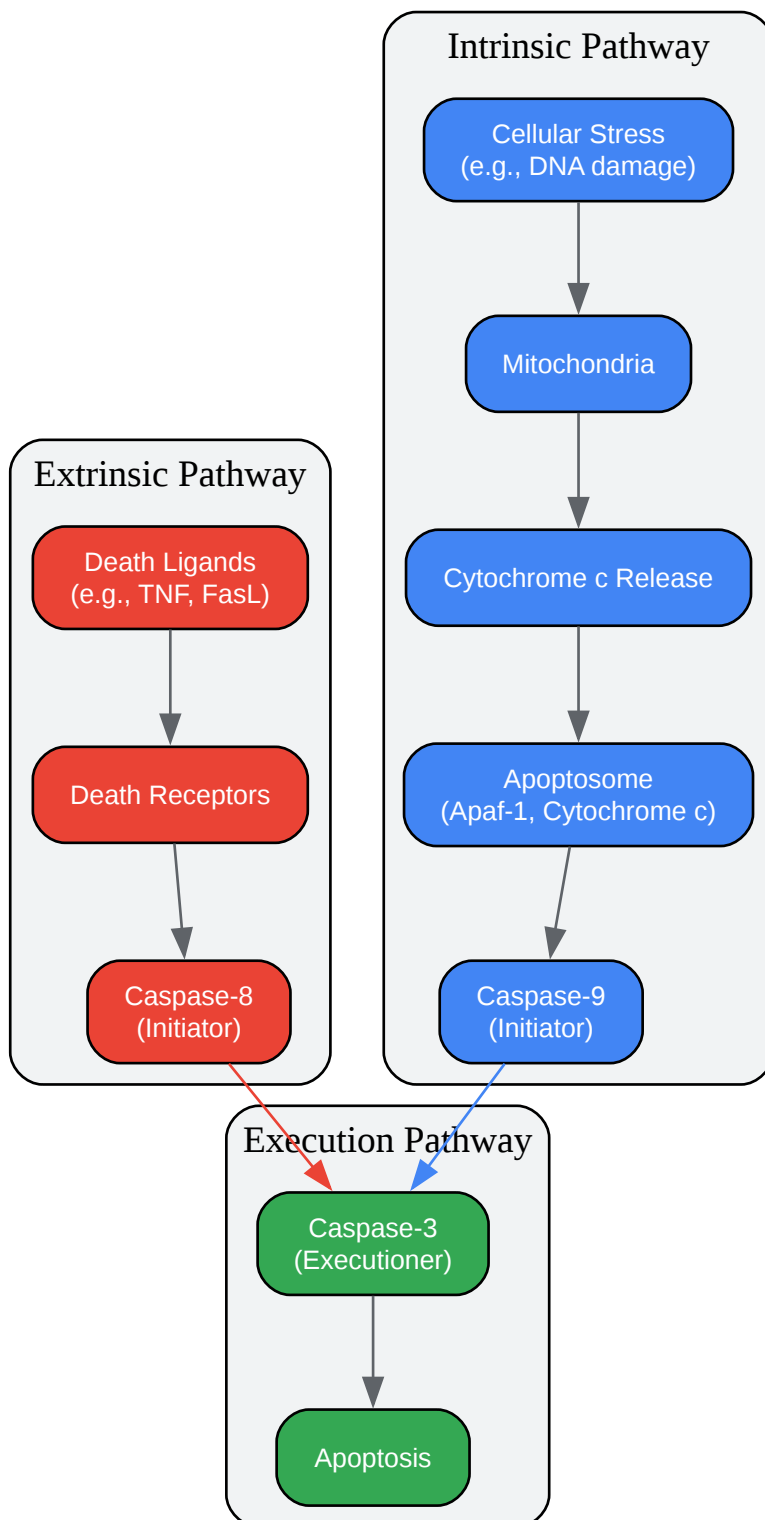 Intrinsic Pathway
Cellular Stress
(e.g., DNA damage)
Mitochondria
Cytochrome c Release
Apoptosome
(Apaf-1, Cytochrome c)
Caspase-9
(Initiator)
Extrinsic Pathway
Death Ligands
(e.g., TNF, FasL)
Death Receptors
Caspase-8
(Initiator)
Execution Pathway
Caspase-3
(Executioner)
Apoptosis